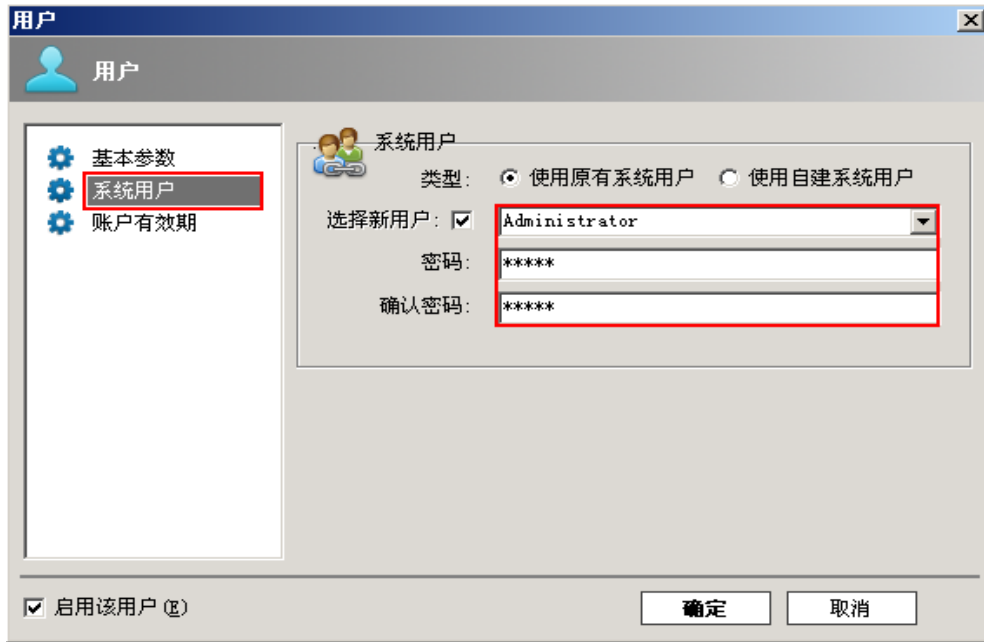 用户
用户
基本参数
系统用户
账户有效期
系统用户
类型: 使用原有系统用户 使用自建系统用户
选择新用户: Administrator
密码: *****
确认密码: *****
启用该用户(E)
确定 取消